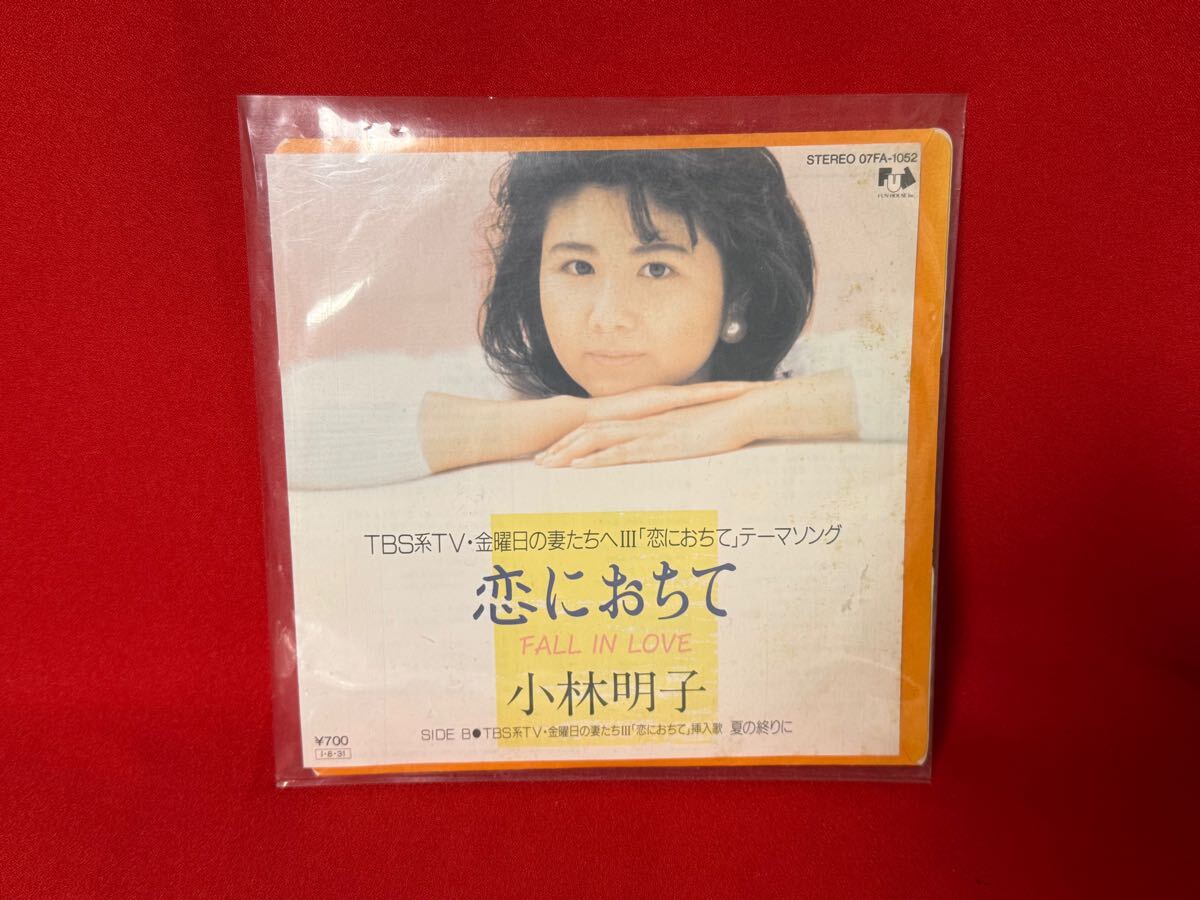 STEREO 07FA-1052
FUN
FUN HOUSE Inc.
TBS系TV・金曜日の妻たちへIII「恋におちて」テーマソング
恋におちて
FALL IN LOVE
小林明子
SIDE B●TBS系TV・金曜日の妻たちIII「恋におちて」挿入歌 夏の終りに
¥700
I・8・31